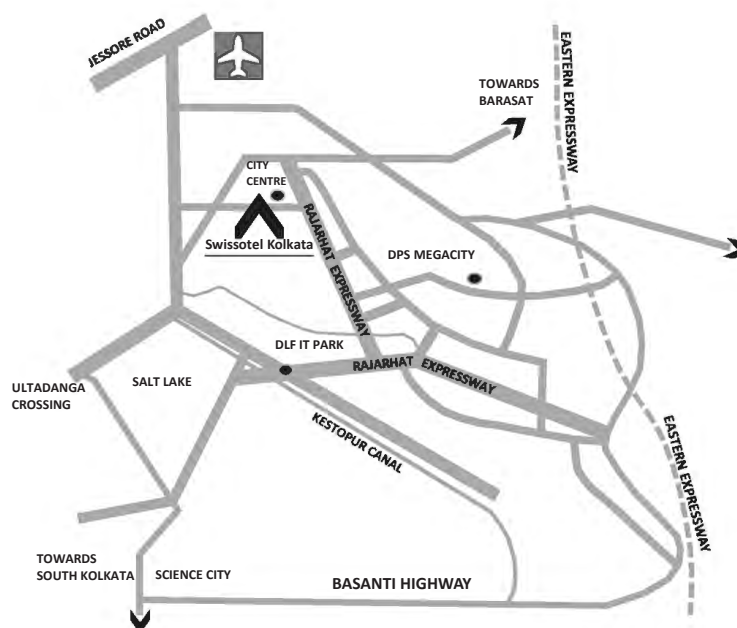 JESSORE ROAD
EASTERN EXPRESSWAY
TOWARDS
BARASAT
CITY
CENTRE
Swissotel Kolkata
RAJARHAT EXPRESSWAY
DPS MEGACITY
DLF IT PARK
RAJARHAT EXPRESSWAY
ULTADANGA
CROSSING
SALT LAKE
KESTOPUR CANAL
EASTERN EXPRESSWAY
TOWARDS
SOUTH KOLKATA
SCIENCE CITY
BASANTI HIGHWAY